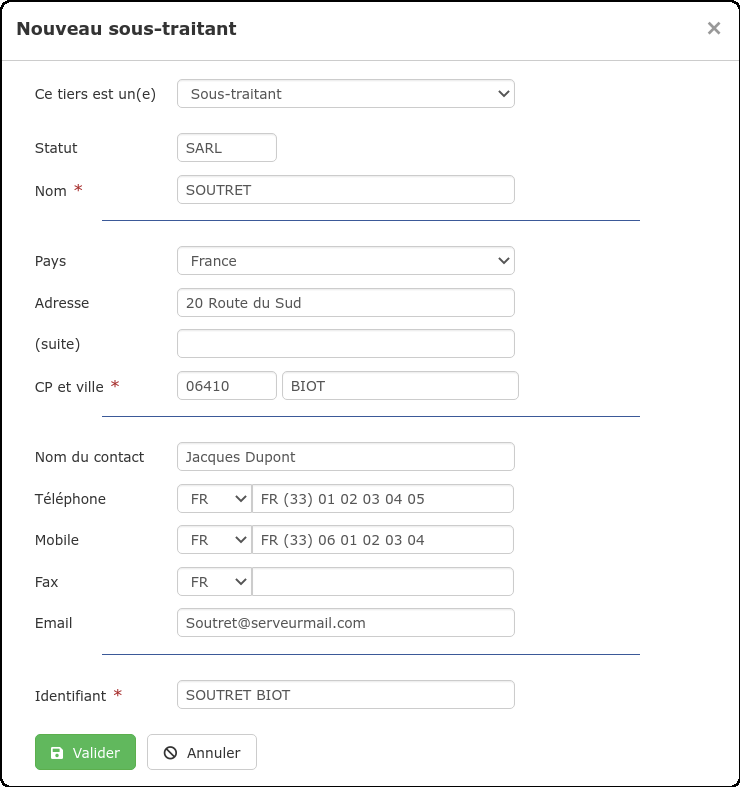 Nouveau sous-traitant ×
Ce tiers est un(e) Sous-traitant
Statut SARL
Nom * SOUTRET
Pays France
Adresse 20 Route du Sud
(suite)
CP et ville * 06410 BIOT
Nom du contact Jacques Dupont
Téléphone FR FR (33) 01 02 03 04 05
Mobile FR FR (33) 06 01 02 03 04
Fax FR
Email Soutret@serveurmail.com
Identifiant * SOUTRET BIOT
Valider Annuler